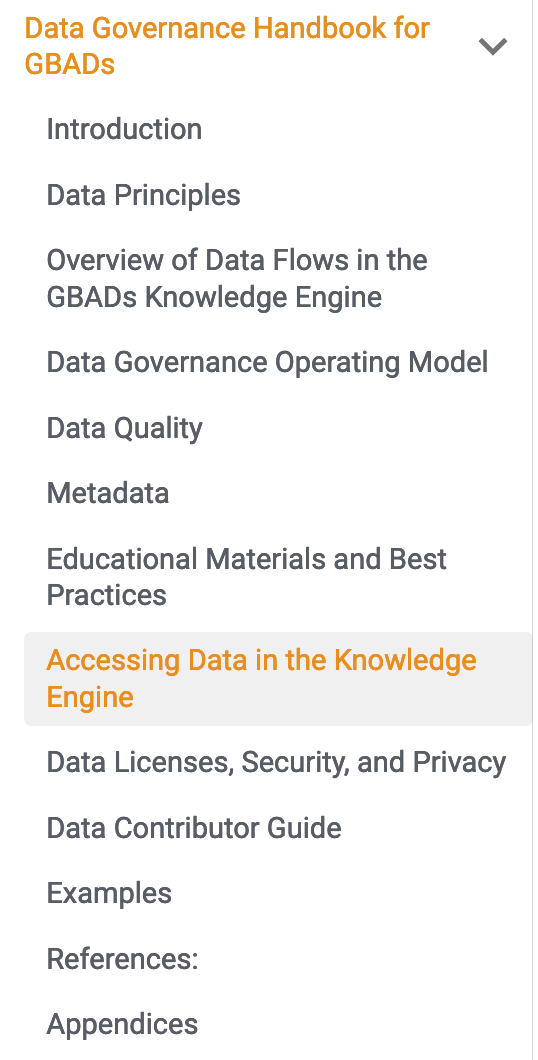 Data Governance Handbook for
GBADs
Introduction
Data Principles
Overview of Data Flows in the
GBADs Knowledge Engine
Data Governance Operating Model
Data Quality
Metadata
Educational Materials and Best
Practices
Accessing Data in the Knowledge
Engine
Data Licenses, Security, and Privacy
Data Contributor Guide
Examples
References:
Appendices